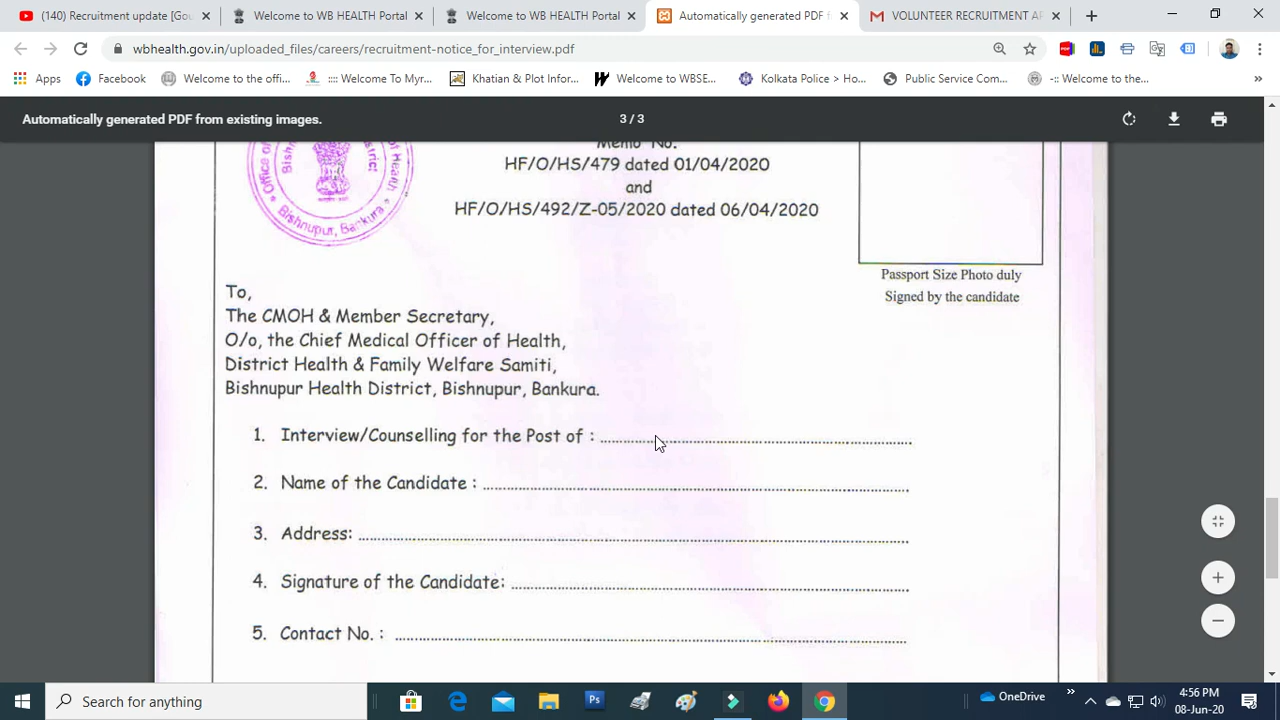 (140) Recruitment update [Gov
Welcome to WB HEALTH Portal
Welcome to WB HEALTH Portal
Automatically generated PDF f
VOLUNTEER RECRUITMENT AP
wbhealth.gov.in/uploaded_files/careers/recruitment-notice_for_interview.pdf
Apps
Facebook
Welcome to the offi...
:::: Welcome To Myr...
Khatian & Plot Infor...
Welcome to WBSE...
Kolkata Police > Ho...
Public Service Com...
-:: Welcome to the...
Automatically generated PDF from existing images.
3 / 3
Memo No.
HF/O/HS/479 dated 01/04/2020
and
HF/O/HS/492/Z-05/2020 dated 06/04/2020
Bishnupur, Bankura
Passport Size Photo duly
Signed by the candidate
To,
The CMOH & Member Secretary,
O/o, the Chief Medical Officer of Health,
District Health & Family Welfare Samiti,
Bishnupur Health District, Bishnupur, Bankura.
1. Interview/Counselling for the Post of : ..........................................................
2. Name of the Candidate : ..........................................................
3. Address: ..........................................................
4. Signature of the Candidate: ..........................................................
5. Contact No. : ..........................................................
Search for anything
Ps
OneDrive
4:56 PM
08-Jun-20